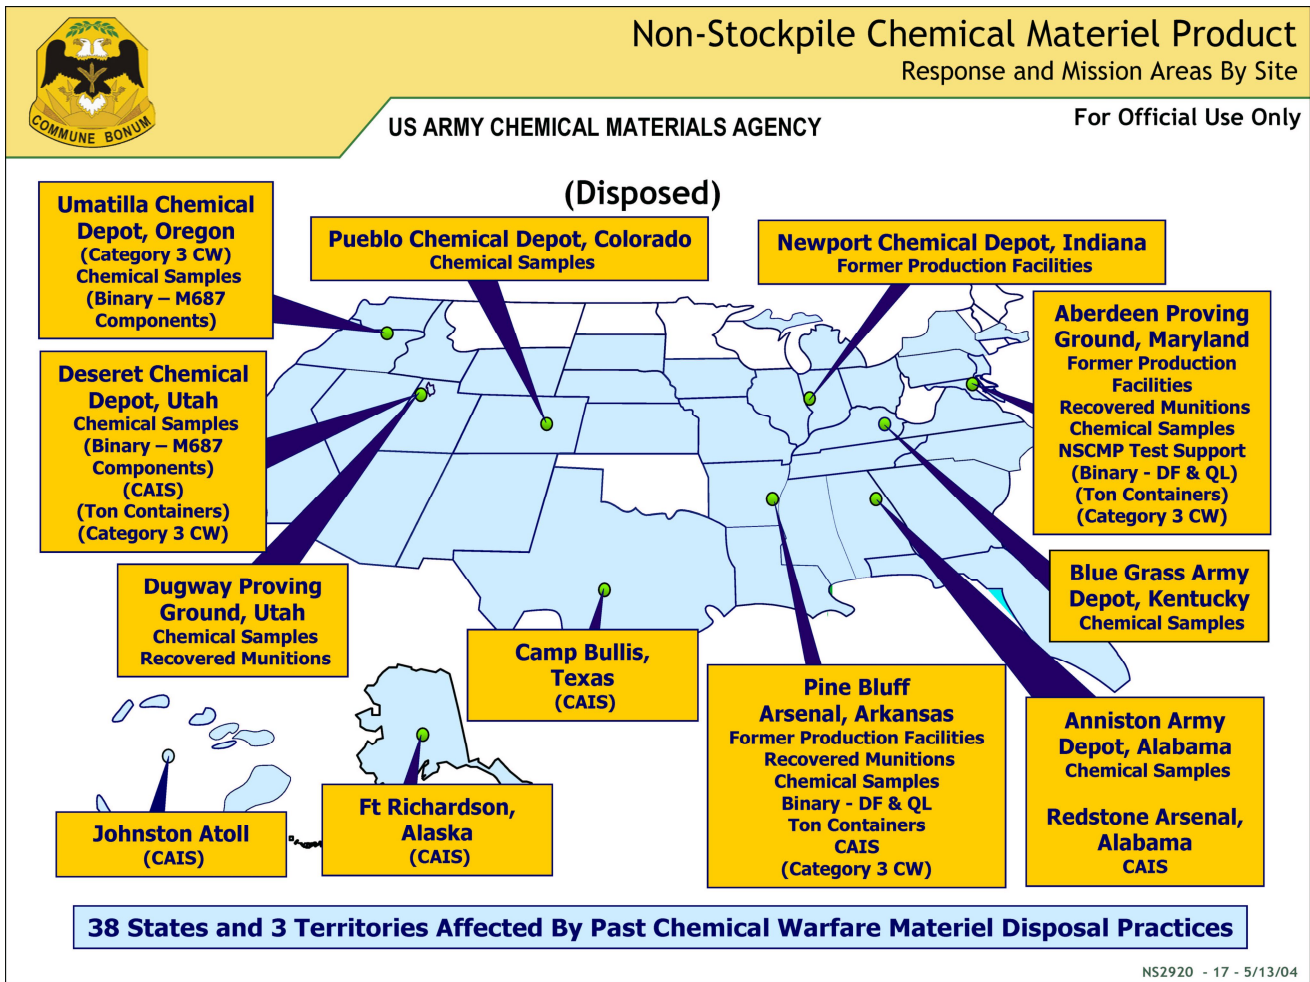 Non-Stockpile Chemical Materiel Product
Response and Mission Areas By Site
COMMUNE BONUM
US ARMY CHEMICAL MATERIALS AGENCY
For Official Use Only
(Disposed)
Umatilla Chemical
Depot, Oregon
(Category 3 CW)
Chemical Samples
(Binary – M687
Components)
Pueblo Chemical Depot, Colorado
Chemical Samples
Newport Chemical Depot, Indiana
Former Production Facilities
Aberdeen Proving
Ground, Maryland
Former Production
Facilities
Recovered Munitions
Chemical Samples
NSCMP Test Support
(Binary - DF & QL)
(Ton Containers)
(Category 3 CW)
Deseret Chemical
Depot, Utah
Chemical Samples
(Binary – M687
Components)
(CAIS)
(Ton Containers)
(Category 3 CW)
Dugway Proving
Ground, Utah
Chemical Samples
Recovered Munitions
Blue Grass Army
Depot, Kentucky
Chemical Samples
Camp Bullis,
Texas
(CAIS)
Pine Bluff
Arsenal, Arkansas
Former Production Facilities
Recovered Munitions
Chemical Samples
Binary - DF & QL
Ton Containers
CAIS
(Category 3 CW)
Anniston Army
Depot, Alabama
Chemical Samples
Redstone Arsenal,
Alabama
CAIS
Johnston Atoll
(CAIS)
Ft Richardson,
Alaska
(CAIS)
38 States and 3 Territories Affected By Past Chemical Warfare Materiel Disposal Practices
NS2920 - 17 - 5/13/04